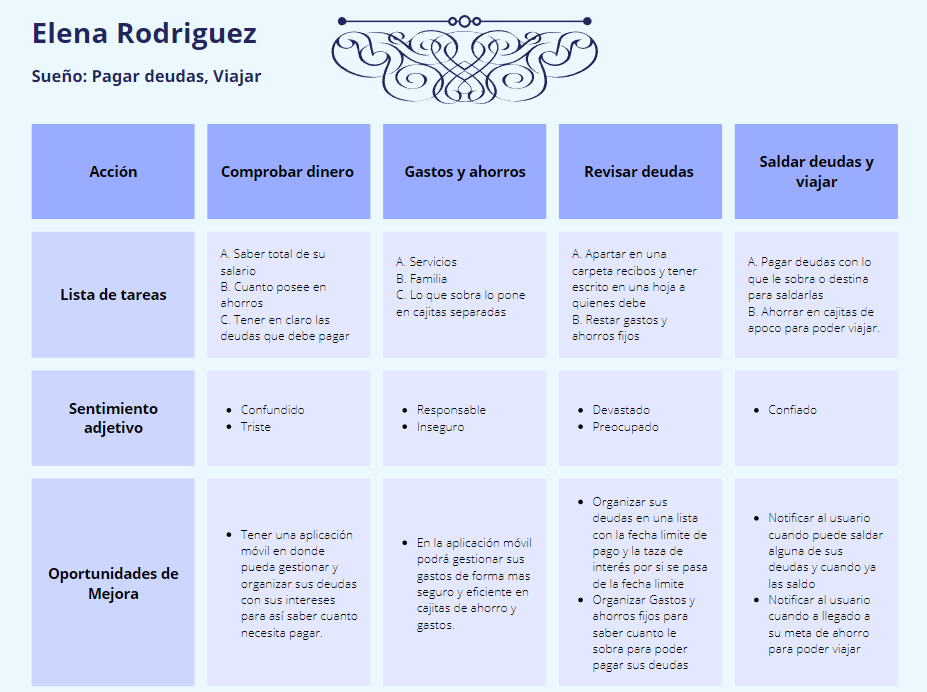 Elena Rodriguez
Sueño: Pagar deudas, Viajar
Acción
Comprobar dinero
Gastos y ahorros
Revisar deudas
Saldar deudas y
viajar
Lista de tareas
A. Saber total de su
salario
B. Cuanto posee en
ahorros
C. Tener en claro las
deudas que debe pagar
A. Servicios
B. Familia
C. Lo que sobra lo pone
en cajitas separadas
A. Apartar en una
carpeta recibos y tener
escrito en una hoja a
quienes debe
B. Restar gastos y
ahorros fijos
A. Pagar deudas con lo
que le sobra o destina
para saldarlas
B. Ahorrar en cajitas de
apoco para poder viajar.
Sentimiento
adjetivo
• Confundido
• Triste
• Responsable
• Inseguro
• Devastado
• Preocupado
• Confiado
Oportunidades de
Mejora
• Tener una aplicación
móvil en donde
pueda gestionar y
organizar sus deudas
con sus intereses
para así saber cuanto
necesita pagar.
• En la aplicación móvil
podrá gestionar sus
gastos de forma mas
seguro y eficiente en
cajitas de ahorro y
gastos.
• Organizar sus
deudas en una lista
con la fecha limite de
pago y la taza de
interés por si se pasa
de la fecha limite
• Organizar Gastos y
ahorros fijos para
saber cuanto le
sobra para poder
pagar sus deudas
• Notificar al usuario
cuando puede saldar
alguna de sus
deudas y cuando ya
las saldo
• Notificar al usuario
cuando a llegado a
su meta de ahorro
para poder viajar